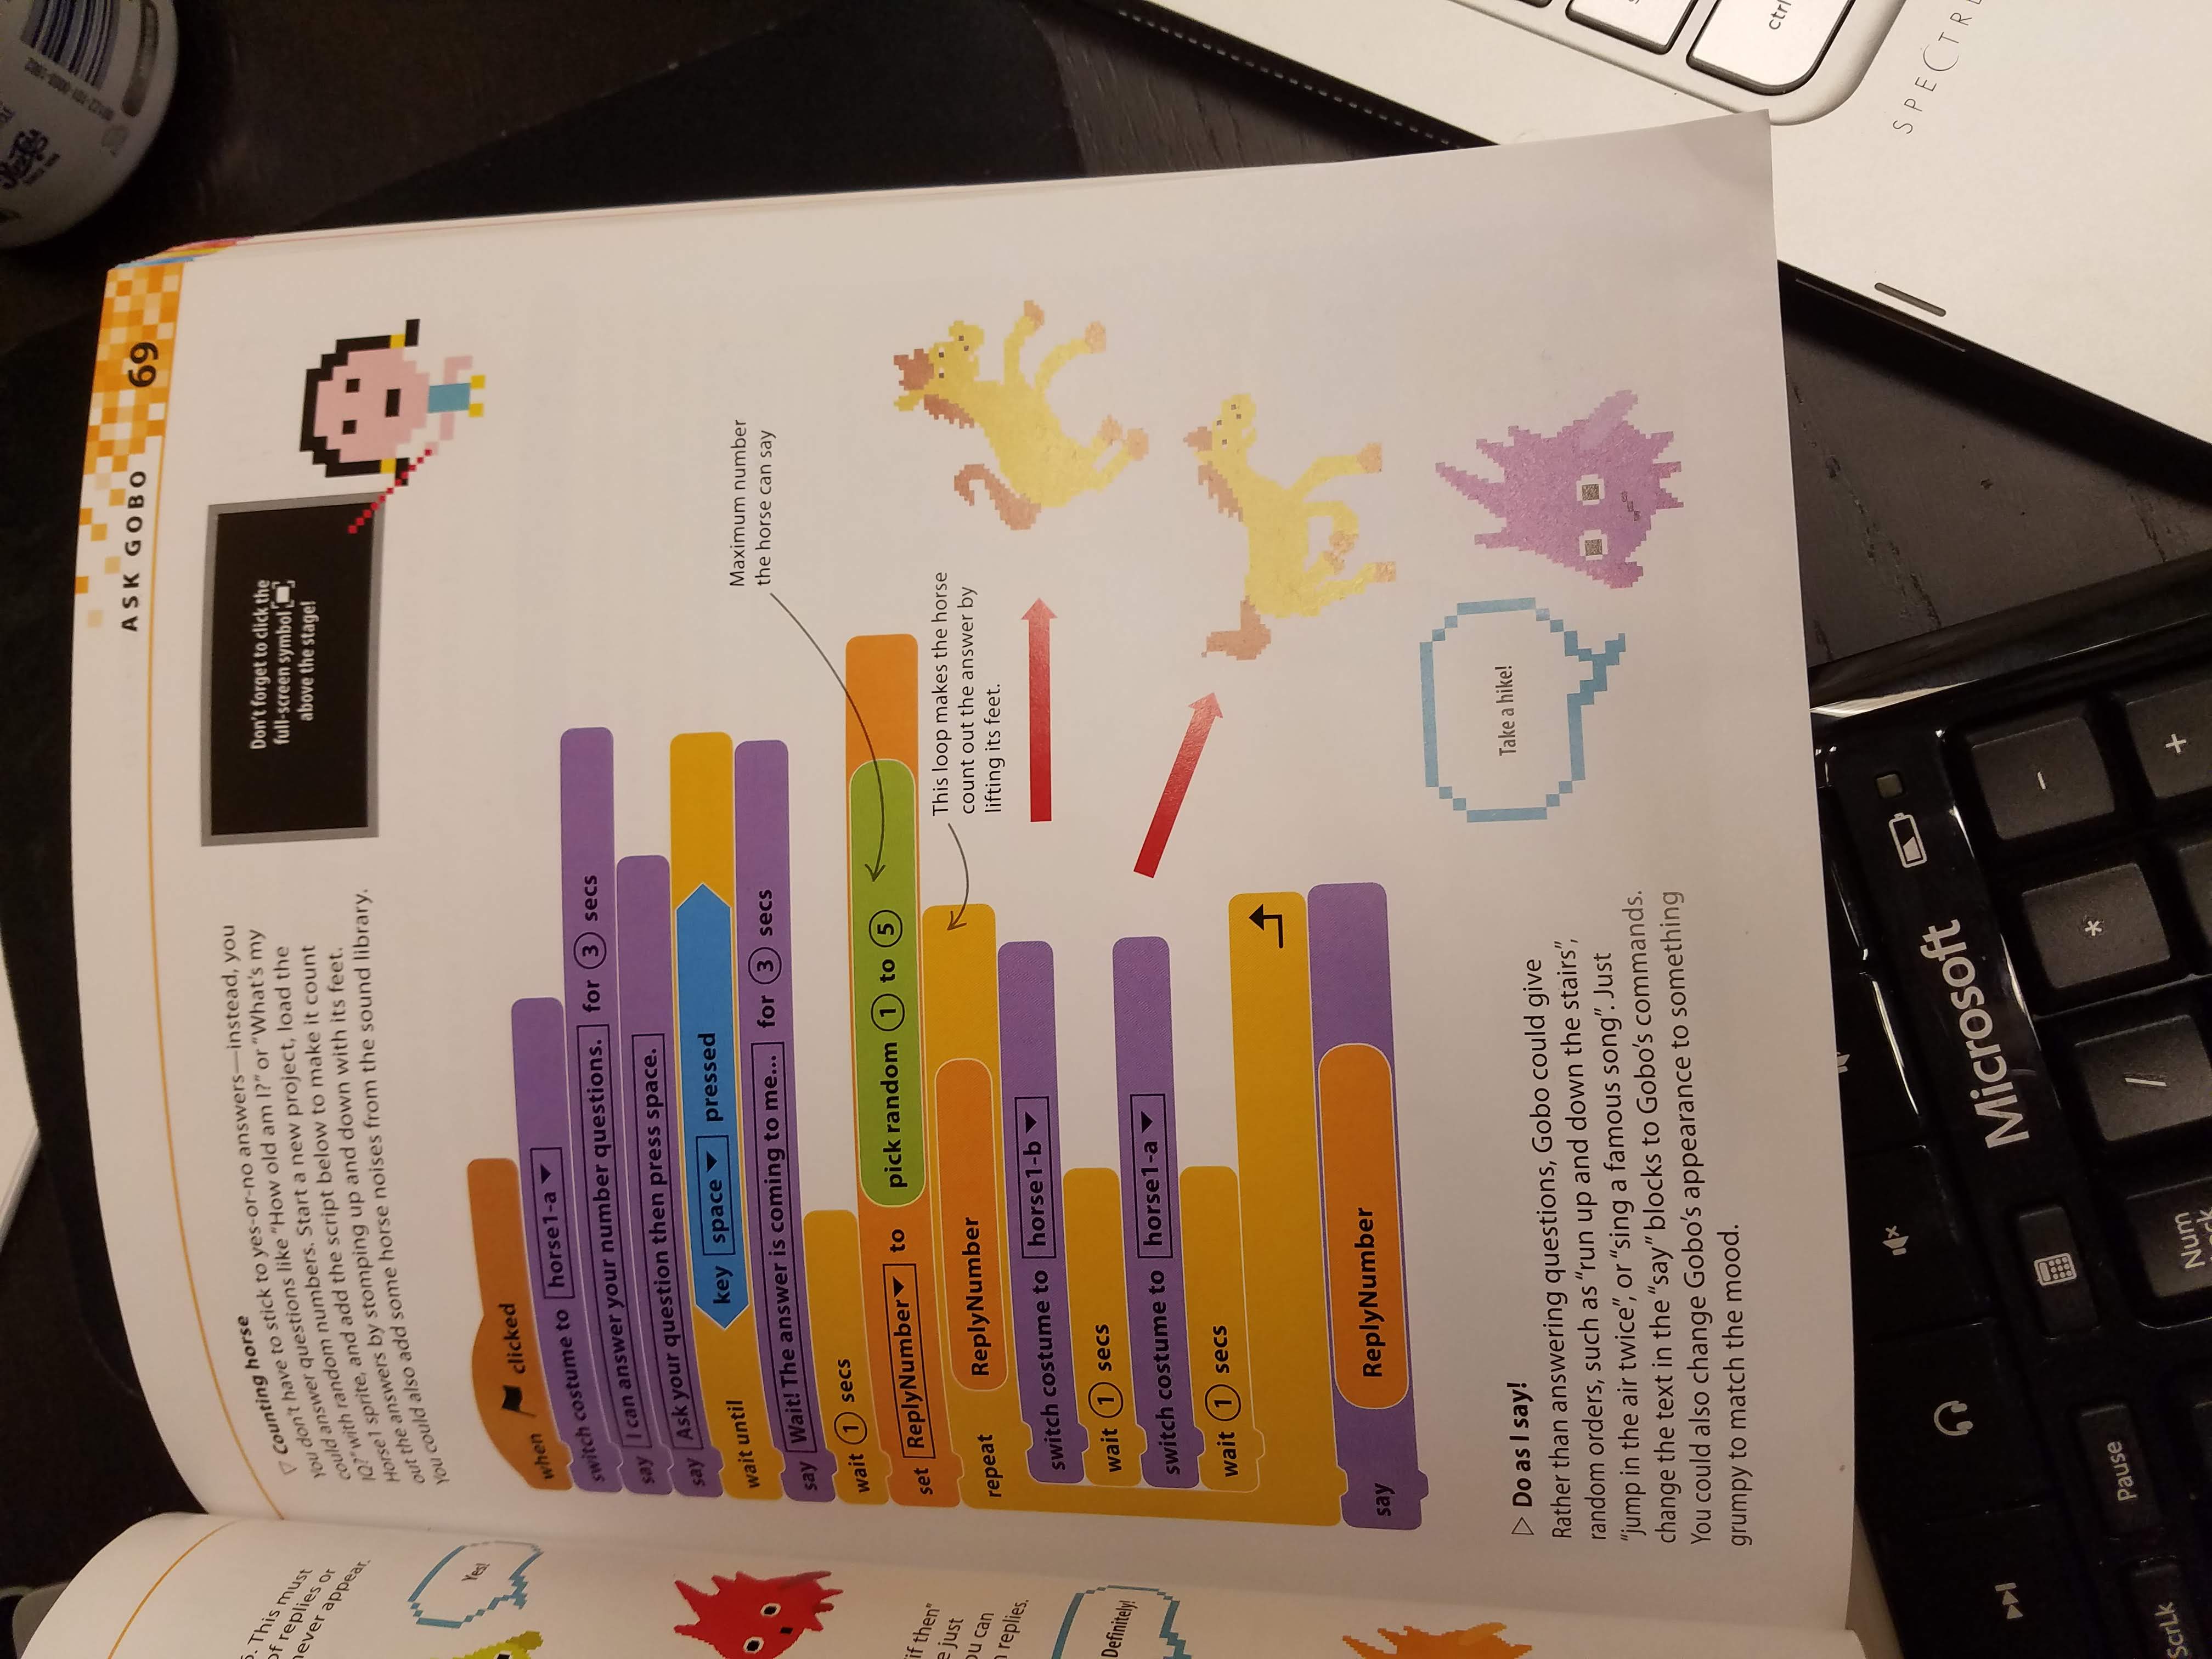 ASK GOBO 69
5. This must
of replies or
never appear.
Yes!
if then"
e just
ou can
n replies.
Definitely!
▽ Counting horse
You don't have to stick to yes-or-no answers—instead, you
could answer questions like "How old am I?" or "What's my
IQ?" with random numbers. Start a new project, load the
Horse1 sprite, and add the script below to make it count
out the answers by stomping up and down with its feet.
You could also add some horse noises from the sound library.
Don't forget to click the
full-screen symbol
above the stage!
when clicked
switch costume to horse1-a
say I can answer your number questions. for 3 secs
say Ask your question then press space.
wait until key space pressed
say Wait! The answer is coming to me... for 3 secs
wait 1 secs
set ReplyNumber to pick random 1 to 5
Maximum number
the horse can say
repeat ReplyNumber
This loop makes the horse
count out the answer by
lifting its feet.
switch costume to horse1-b
wait 1 secs
switch costume to horse1-a
wait 1 secs
say ReplyNumber
▷ Do as I say!
Rather than answering questions, Gobo could give
random orders, such as "run up and down the stairs",
"jump in the air twice", or "sing a famous song". Just
change the text in the "say" blocks to Gobo's commands.
You could also change Gobo's appearance to something
grumpy to match the mood.
Take a hike!
Microsoft
Pause
ScrLk
Num
/
*
-
+
ctrl